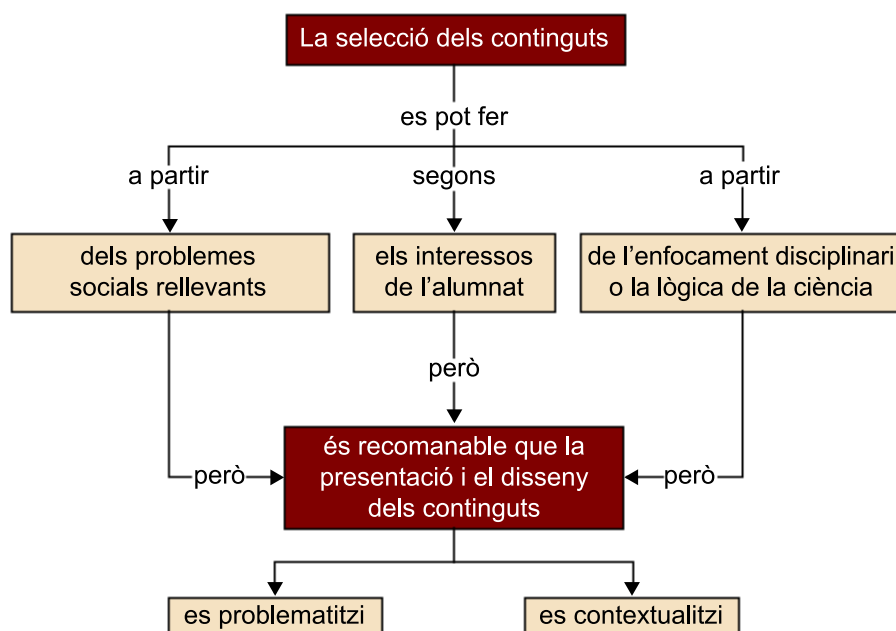 La selecció dels continguts
es pot fer
a partir
segons
a partir
dels problemes
socials rellevants
els interessos
de l'alumnat
de l'enfocament disciplinari
o la lògica de la ciència
però
és recomanable que la
presentació i el disseny
dels continguts
però
però
es problematitzi
es contextualitzi